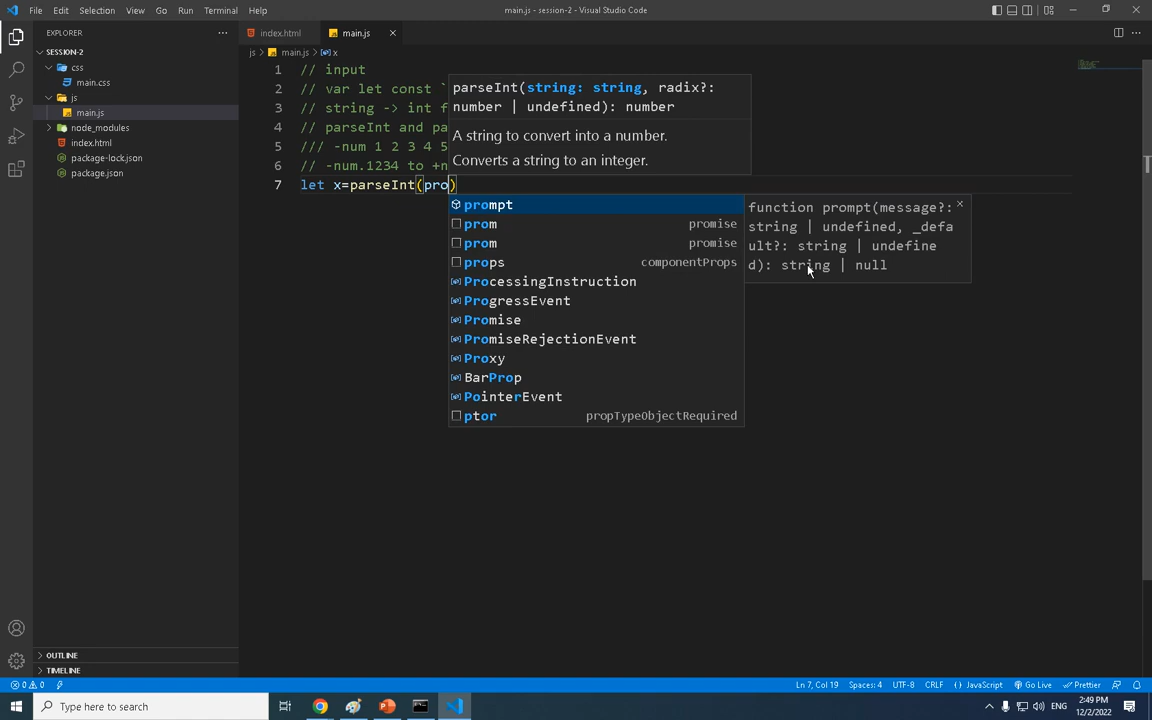 File Edit Selection View Go Run Terminal Help
main.js - session-2 - Visual Studio Code
EXPLORER
SESSION-2
css
main.css
js
main.js
node_modules
index.html
package-lock.json
package.json
OUTLINE
TIMELINE
index.html
main.js
js > main.js > x
1 // input
2 // var let const `
3 // string -> int f
4 // parseInt and pa
5 /// -num 1 2 3 4 5
6 // -num.1234 to +n
7 let x=parseInt(pro)
parseInt(string: string, radix?:
number | undefined): number
A string to convert into a number.
Converts a string to an integer.
prompt
prom promise
prom promise
props componentProps
ProcessingInstruction
ProgressEvent
Promise
PromiseRejectionEvent
Proxy
BarProp
PointerEvent
ptor propTypeObjectRequired
function prompt(message?:
string | undefined, _defa
ult?: string | undefine
d): string | null
0 0
Ln 7, Col 19 Spaces: 4 UTF-8 CRLF {} JavaScript Go Live Prettier
Type here to search
ENG
2:49 PM
12/2/2022